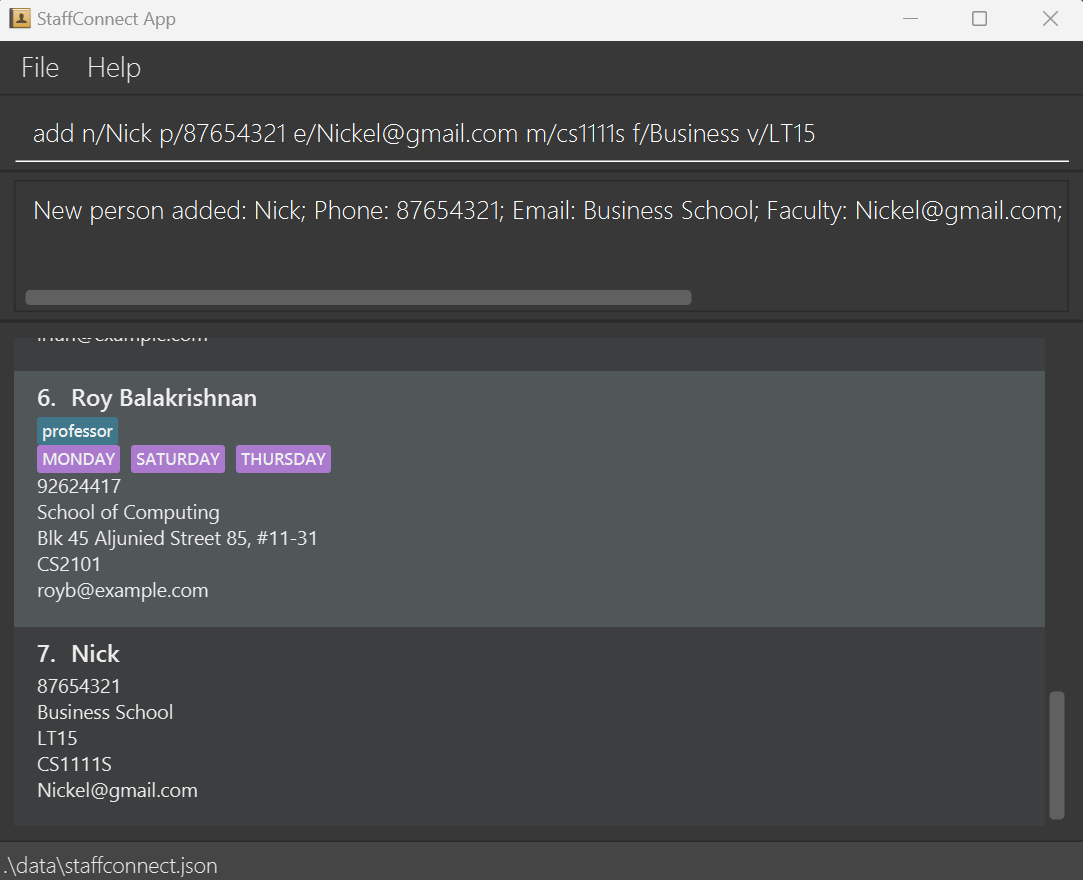 StaffConnect App
File Help
add n/Nick p/87654321 e/Nickel@gmail.com m/cs1111s f/Business v/LT15
New person added: Nick; Phone: 87654321; Email: Business School; Faculty: Nickel@gmail.com;
6. Roy Balakrishnan
professor
MONDAY SATURDAY THURSDAY
92624417
School of Computing
Blk 45 Aljunied Street 85, #11-31
CS2101
royb@example.com
7. Nick
87654321
Business School
LT15
CS1111S
Nickel@gmail.com
.\data\staffconnect.json